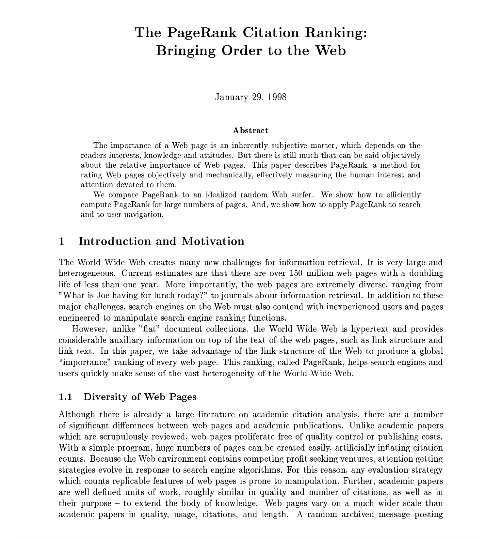 The PageRank Citation Ranking:
Bringing Order to the Web
January 29, 1998
Abstract
The importance of a Web page is an inherently subjective matter, which depends on the
readers interests, knowledge and attitudes. But there is still much that can be said objectively
about the relative importance of Web pages. This paper describes PageRank, a method for
rating Web pages objectively and mechanically, effectively measuring the human interest and
attention devoted to them.
We compare PageRank to an idealized random Web surfer. We show how to efficiently
compute PageRank for large numbers of pages. And, we show how to apply PageRank to search
and to user navigation.
1 Introduction and Motivation
The World Wide Web creates many new challenges for information retrieval. It is very large and
heterogeneous. Current estimates are that there are over 150 million web pages with a doubling
life of less than one year. More importantly, the web pages are extremely diverse, ranging from
"What is Joe having for lunch today?" to journals about information retrieval. In addition to these
major challenges, search engines on the Web must also contend with inexperienced users and pages
engineered to manipulate search engine ranking functions.
However, unlike "flat" document collections, the World Wide Web is hypertext and provides
considerable auxiliary information on top of the text of the web pages, such as link structure and
link text. In this paper, we take advantage of the link structure of the Web to produce a global
"importance" ranking of every web page. This ranking, called PageRank, helps search engines and
users quickly make sense of the vast heterogeneity of the World Wide Web.
1.1 Diversity of Web Pages
Although there is already a large literature on academic citation analysis, there are a number
of significant differences between web pages and academic publications. Unlike academic papers
which are scrupulously reviewed, web pages proliferate free of quality control or publishing costs.
With a simple program, huge numbers of pages can be created easily, artificially inflating citation
counts. Because the Web environment contains competing profit seeking ventures, attention getting
strategies evolve in response to search engine algorithms. For this reason, any evaluation strategy
which counts replicable features of web pages is prone to manipulation. Further, academic papers
are well defined units of work, roughly similar in quality and number of citations, as well as in
their purpose – to extend the body of knowledge. Web pages vary on a much wider scale than
academic papers in quality, usage, citations, and length. A random archived message posting